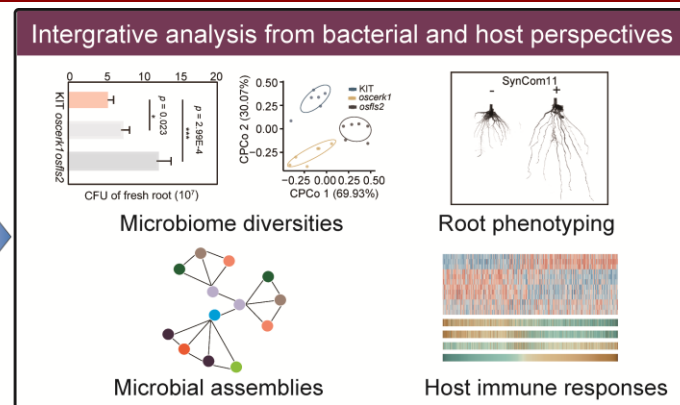 Intergrative analysis from bacterial and host perspectives
0 5 10 15 20
KIT oscerk1 osfls2
p = 0.023
*
p = 2.99E-4
***
CFU of fresh root (10⁷)
CPCo 2 (30.07%)
0.50
0.25
0.00
−0.25
−0.25 0.00 0.25 0.50
CPCo 1 (69.93%)
KIT
oscerk1
osfls2
Microbiome diversities
SynCom11
- +
Root phenotyping
Microbial assemblies
Host immune responses